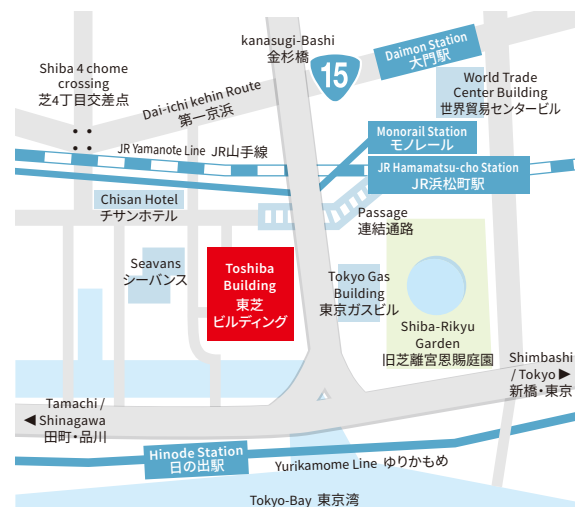 kanasugi-Bashi
金杉橋
15
Daimon Station
大門駅
Shiba 4 chome
crossing
芝4丁目交差点
World Trade
Center Building
世界貿易センタービル
Dai-ichi kehin Route
第一京浜
Monorail Station
モノレール
JR Yamanote Line JR山手線
JR Hamamatsu-cho Station
JR浜松町駅
Chisan Hotel
チサンホテル
Passage
連結通路
Seavans
シーバンス
Toshiba
Building
東芝
ビルディング
Tokyo Gas
Building
東京ガスビル
Shiba-Rikyu
Garden
旧芝離宮恩賜庭園
Shimbashi
/ Tokyo ▶
新橋・東京
Tamachi /
◀ Shinagawa
田町・品川
Hinode Station
日の出駅
Yurikamome Line ゆりかもめ
Tokyo-Bay 東京湾